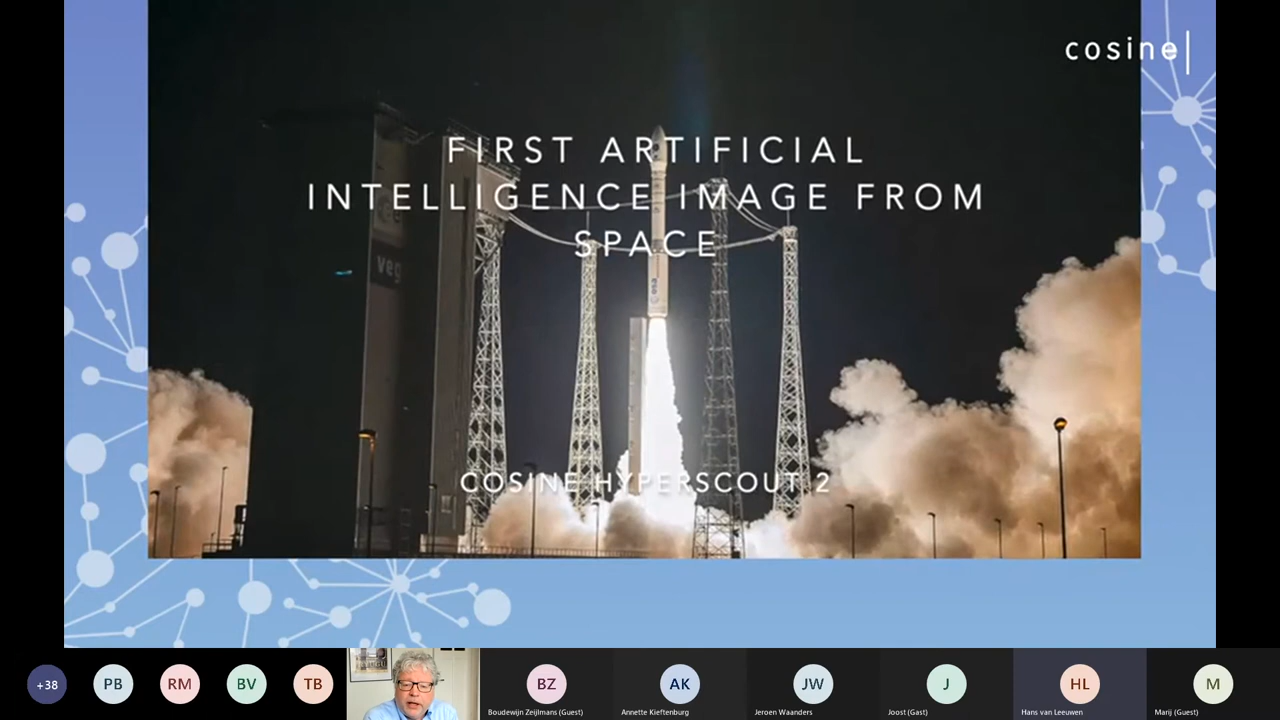 cosine
FIRST ARTIFICIAL
INTELLIGENCE IMAGE FROM
SPACE
esa
COSINE HYPERSCOUT 2
+38
PB
RM
BV
TB
BZ
AK
JW
J
HL
M
Boudewijn Zeijlmans (Guest)
Annette Kieftenburg
Jeroen Waanders
Joost (Gast)
Hans van Leeuwen
Marij (Guest)